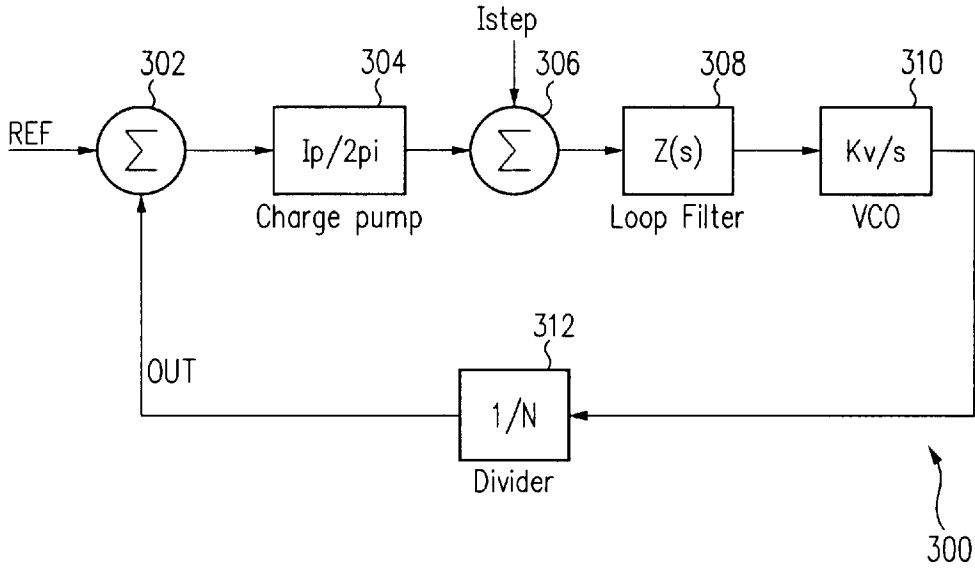 Istep
302
304
306
308
310
REF
Σ
Ip/2pi
Σ
Z(s)
Kv/s
Charge pump
Loop Filter
VCO
312
OUT
1/N
Divider
300